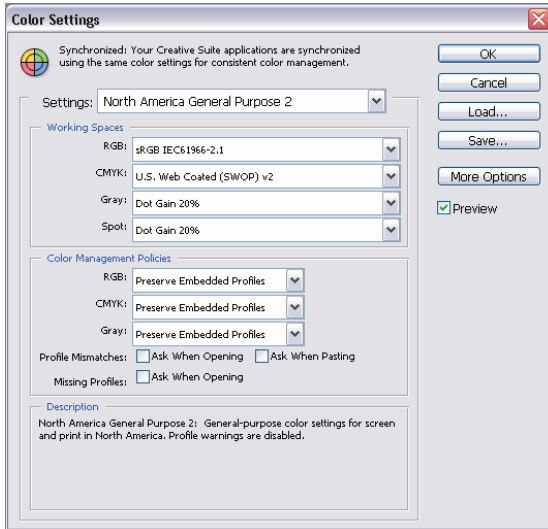 Color Settings
Synchronized: Your Creative Suite applications are synchronized
using the same color settings for consistent color management.
Settings: North America General Purpose 2
Working Spaces
RGB: sRGB IEC61966-2.1
CMYK: U.S. Web Coated (SWOP) v2
Gray: Dot Gain 20%
Spot: Dot Gain 20%
Color Management Policies
RGB: Preserve Embedded Profiles
CMYK: Preserve Embedded Profiles
Gray: Preserve Embedded Profiles
Profile Mismatches: Ask When Opening Ask When Pasting
Missing Profiles: Ask When Opening
Description
North America General Purpose 2: General-purpose color settings for screen
and print in North America. Profile warnings are disabled.
OK
Cancel
Load...
Save...
More Options
Preview